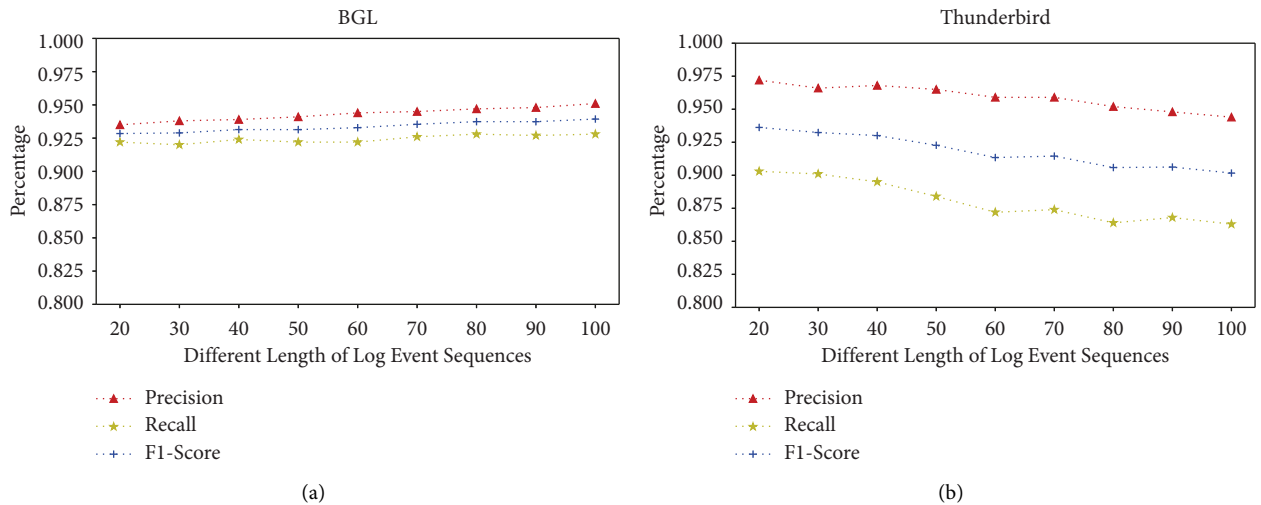 BGL
1.000
0.975
0.950
0.925
0.900
0.875
0.850
0.825
0.800
Percentage
20 30 40 50 60 70 80 90 100
Different Length of Log Event Sequences
Precision
Recall
F1-Score
(a)
Thunderbird
1.000
0.975
0.950
0.925
0.900
0.875
0.850
0.825
0.800
Percentage
20 30 40 50 60 70 80 90 100
Different Length of Log Event Sequences
Precision
Recall
F1-Score
(b)